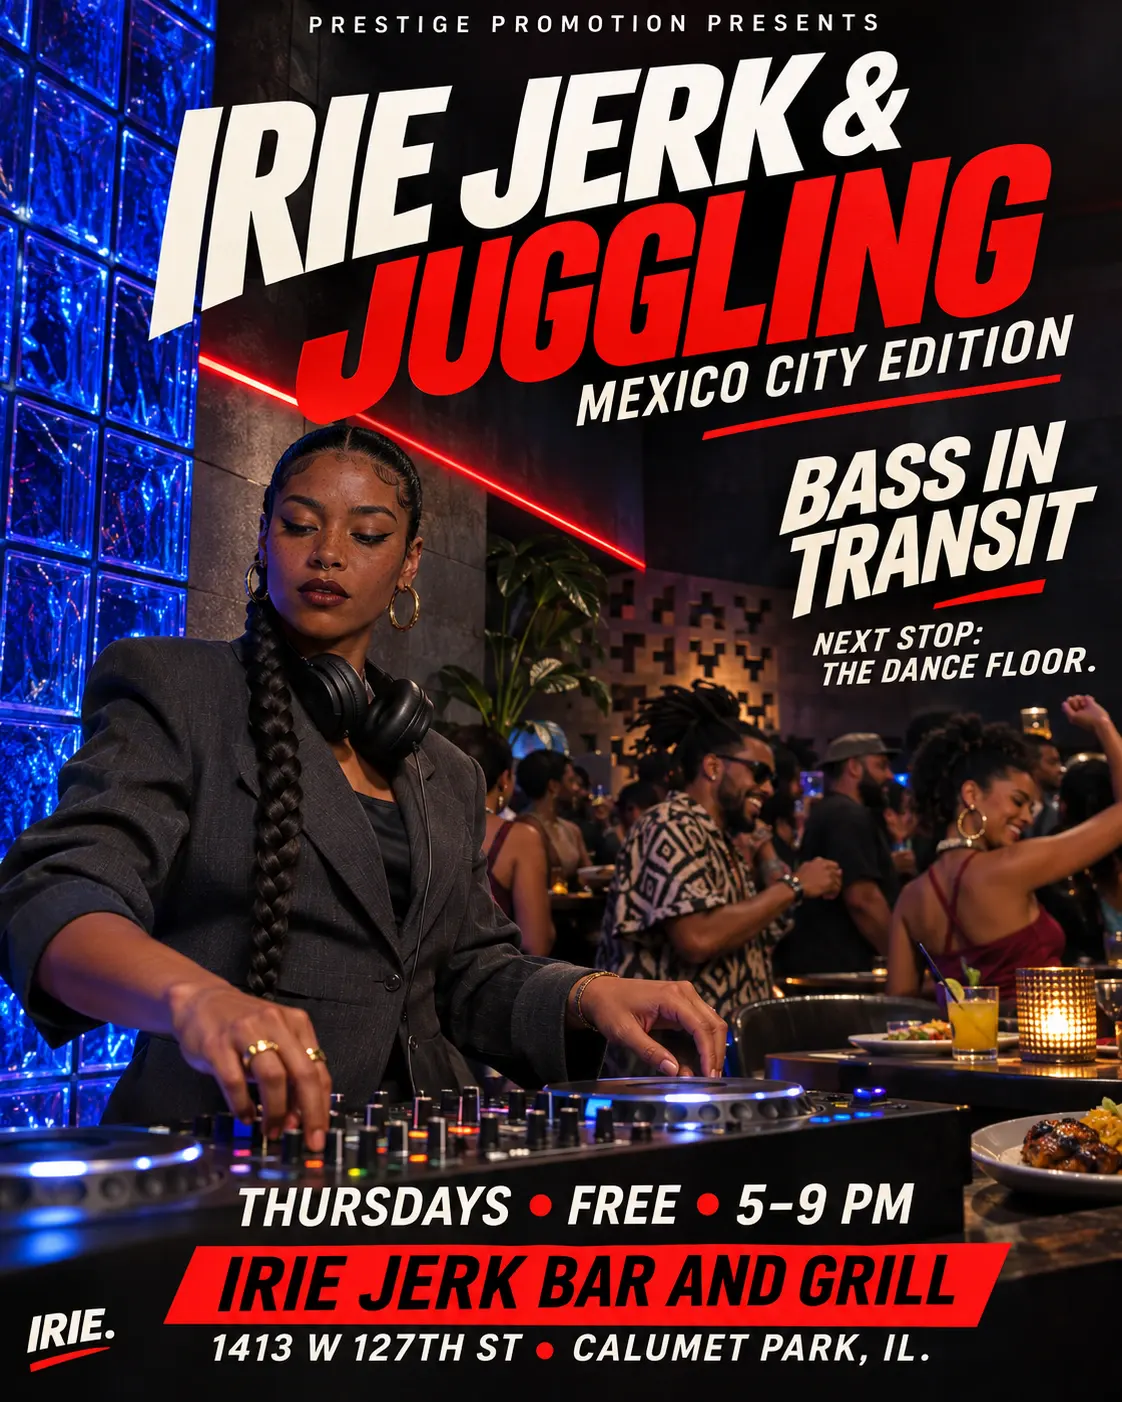 PRESTIGE PROMOTION PRESENTS
IRIE JERK &
JUGGLING
MEXICO CITY EDITION
BASS IN
TRANSIT
NEXT STOP:
THE DANCE FLOOR.
THURSDAYS • FREE • 5–9 PM
IRIE JERK BAR AND GRILL
IRIE.
1413 W 127TH ST • CALUMET PARK, IL.